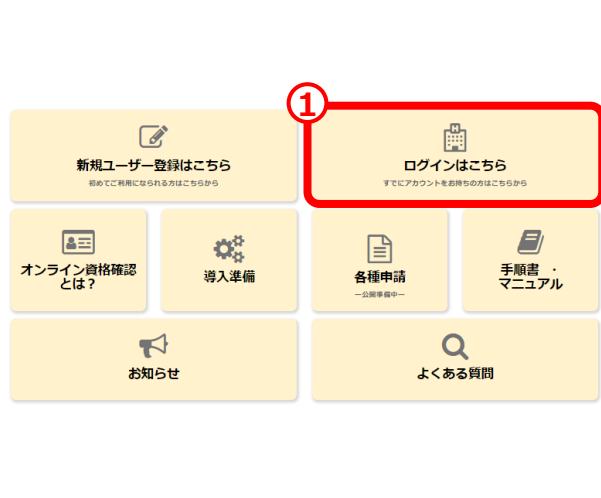 ①
新規ユーザー登録はこちら
初めてご利用になられる方はこちらから
ログインはこちら
すでにアカウントをお持ちの方はこちらから
オンライン資格確認
とは？
導入準備
各種申請
ー公開準備中ー
手順書 ・
マニュアル
お知らせ
よくある質問